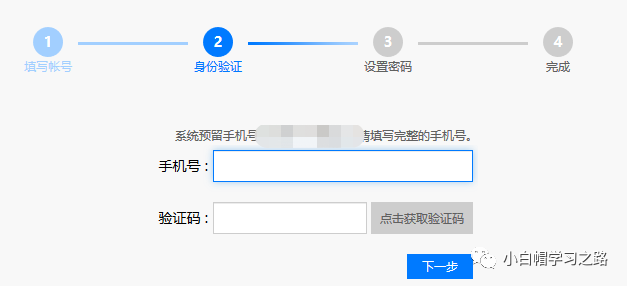 1 2 3 4
填写帐号 身份验证 设置密码 完成
系统预留手机号 请填写完整的手机号。
手机号 :
验证码 : 点击获取验证码
下一步
小白帽学习之路